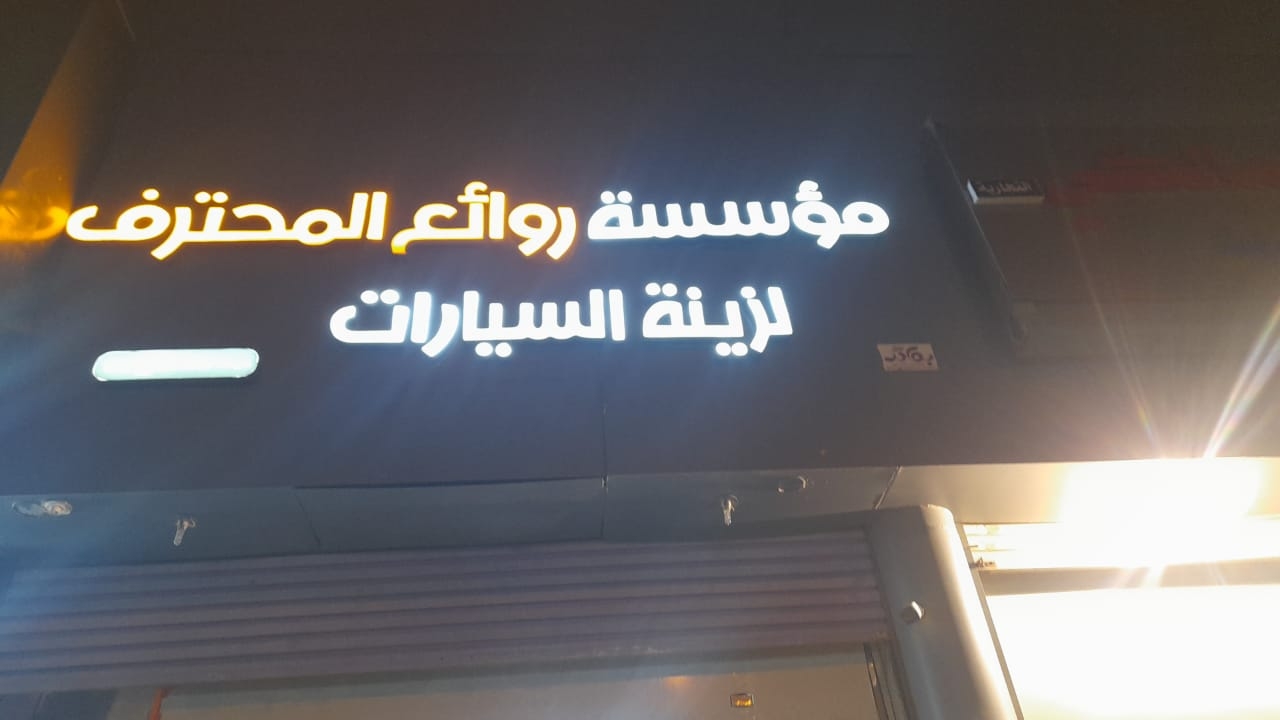 مؤسسة روائع المحترف
لزينة السيارات